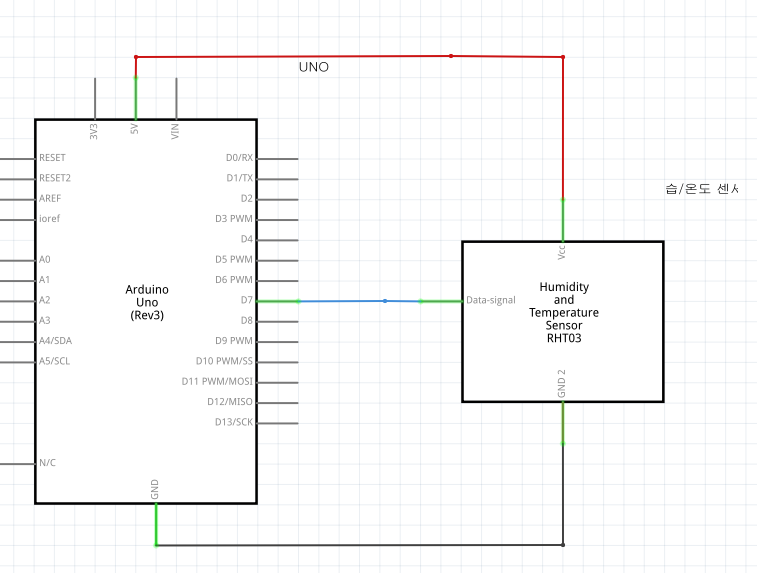 UNO
3V3
5V
VIN
RESET
RESET2
AREF
ioref
A0
A1
A2
A3
A4/SDA
A5/SCL
N/C
D0/RX
D1/TX
D2
D3 PWM
D4
D5 PWM
D6 PWM
D7
D8
D9 PWM
D10 PWM/SS
D11 PWM/MOSI
D12/MISO
D13/SCK
GND
Arduino
Uno
(Rev3)
습/온도 센서
Vcc
Data-signal
Humidity
and
Temperature
Sensor
RHT03
GND 2